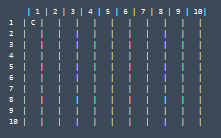 | 1 | 2 | 3 | 4 | 5 | 6 | 7 | 8 | 9 | 10|
1 | C | | | | | | | | | |
2 | | | | | | | | | | |
3 | | | | | | | | | | |
4 | | | | | | | | | | |
5 | | | | | | | | | | |
6 | | | | | | | | | | |
7 | | | | | | | | | | |
8 | | | | | | | | | | |
9 | | | | | | | | | | |
10 | | | | | | | | | | |